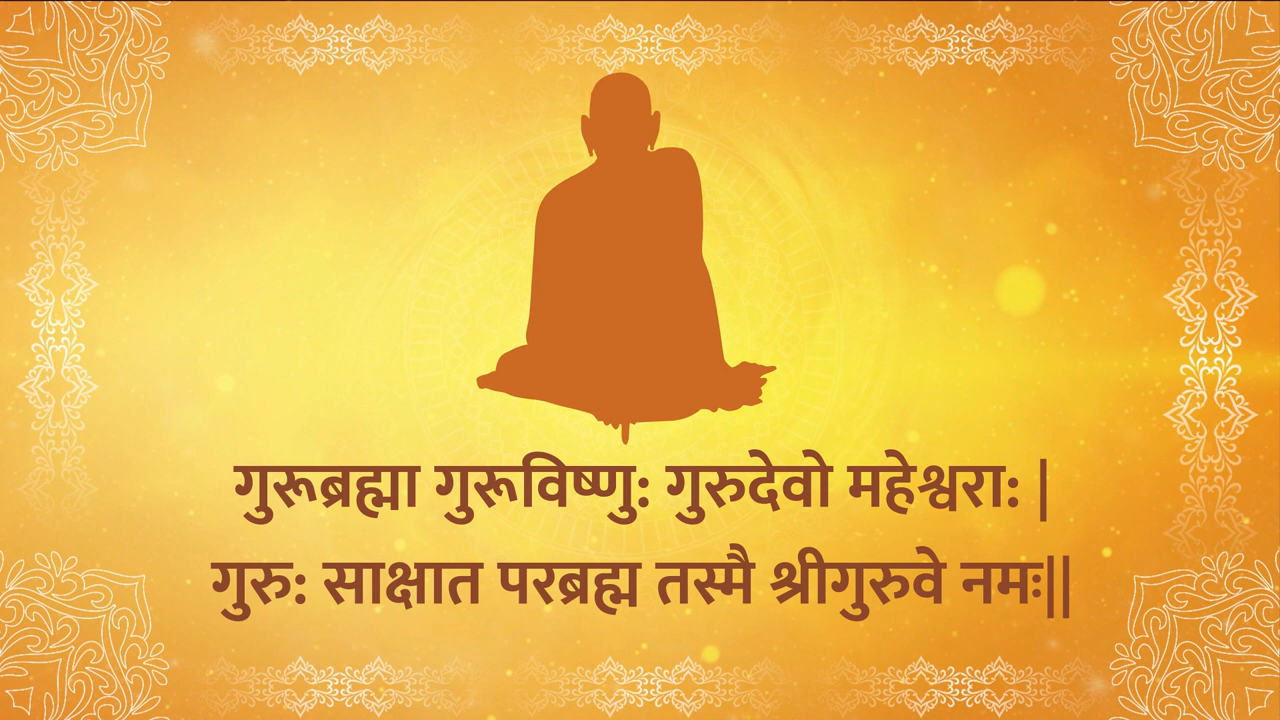 गुरूब्रह्मा गुरूविष्णु: गुरुदेवो महेश्वरा: |
गुरु: साक्षात परब्रह्म तस्मै श्रीगुरुवे नमः||